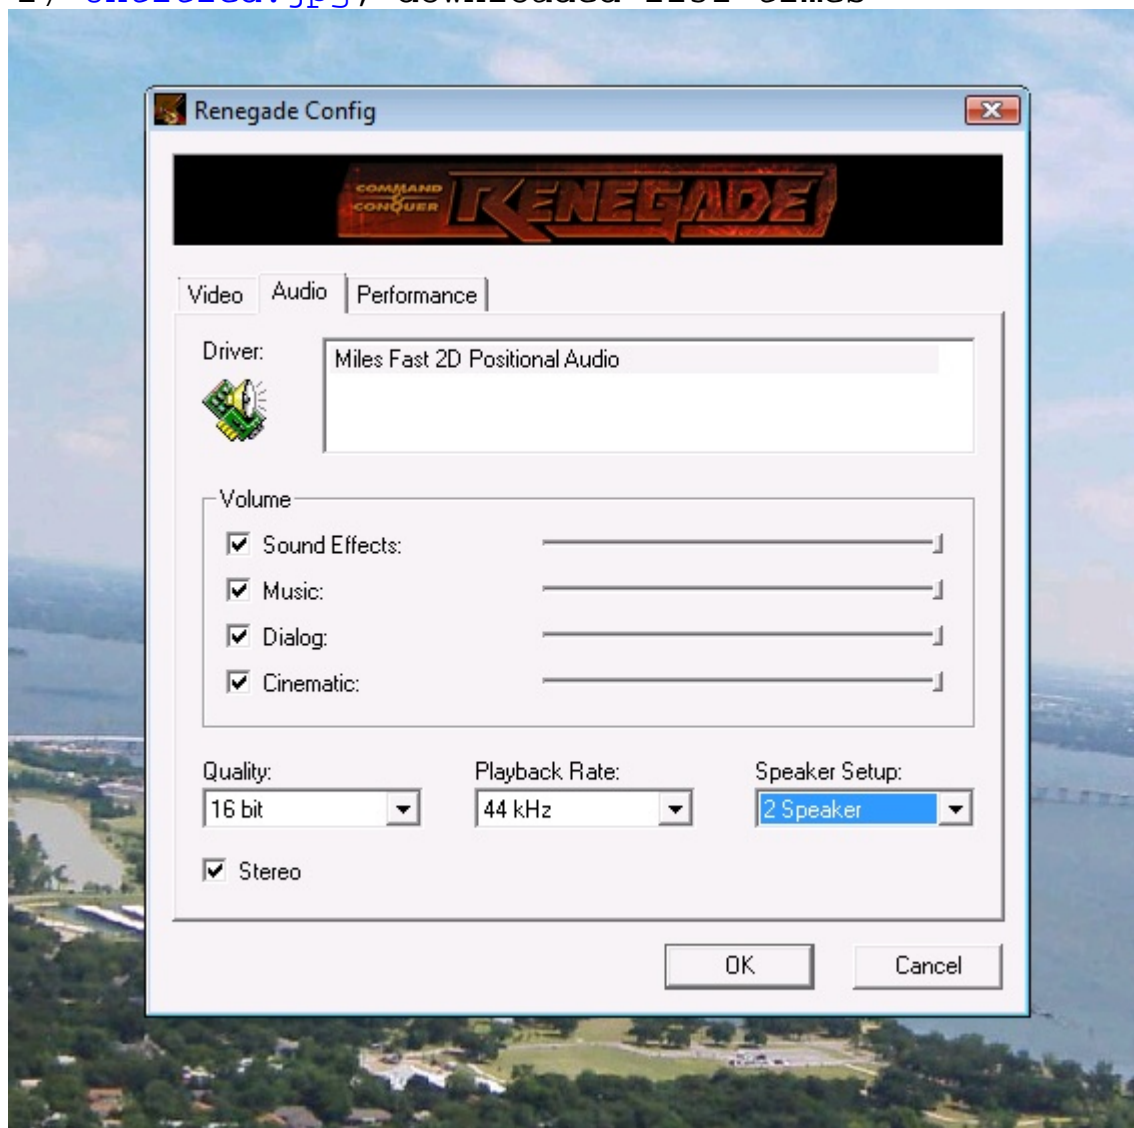 Renegade Config
COMMAND
&
CONQUER
RENEGADE
Video Audio Performance
Driver:
Miles Fast 2D Positional Audio
Volume
Sound Effects:
Music:
Dialog:
Cinematic:
Quality: Playback Rate: Speaker Setup:
16 bit 44 kHz 2 Speaker
Stereo
OK Cancel